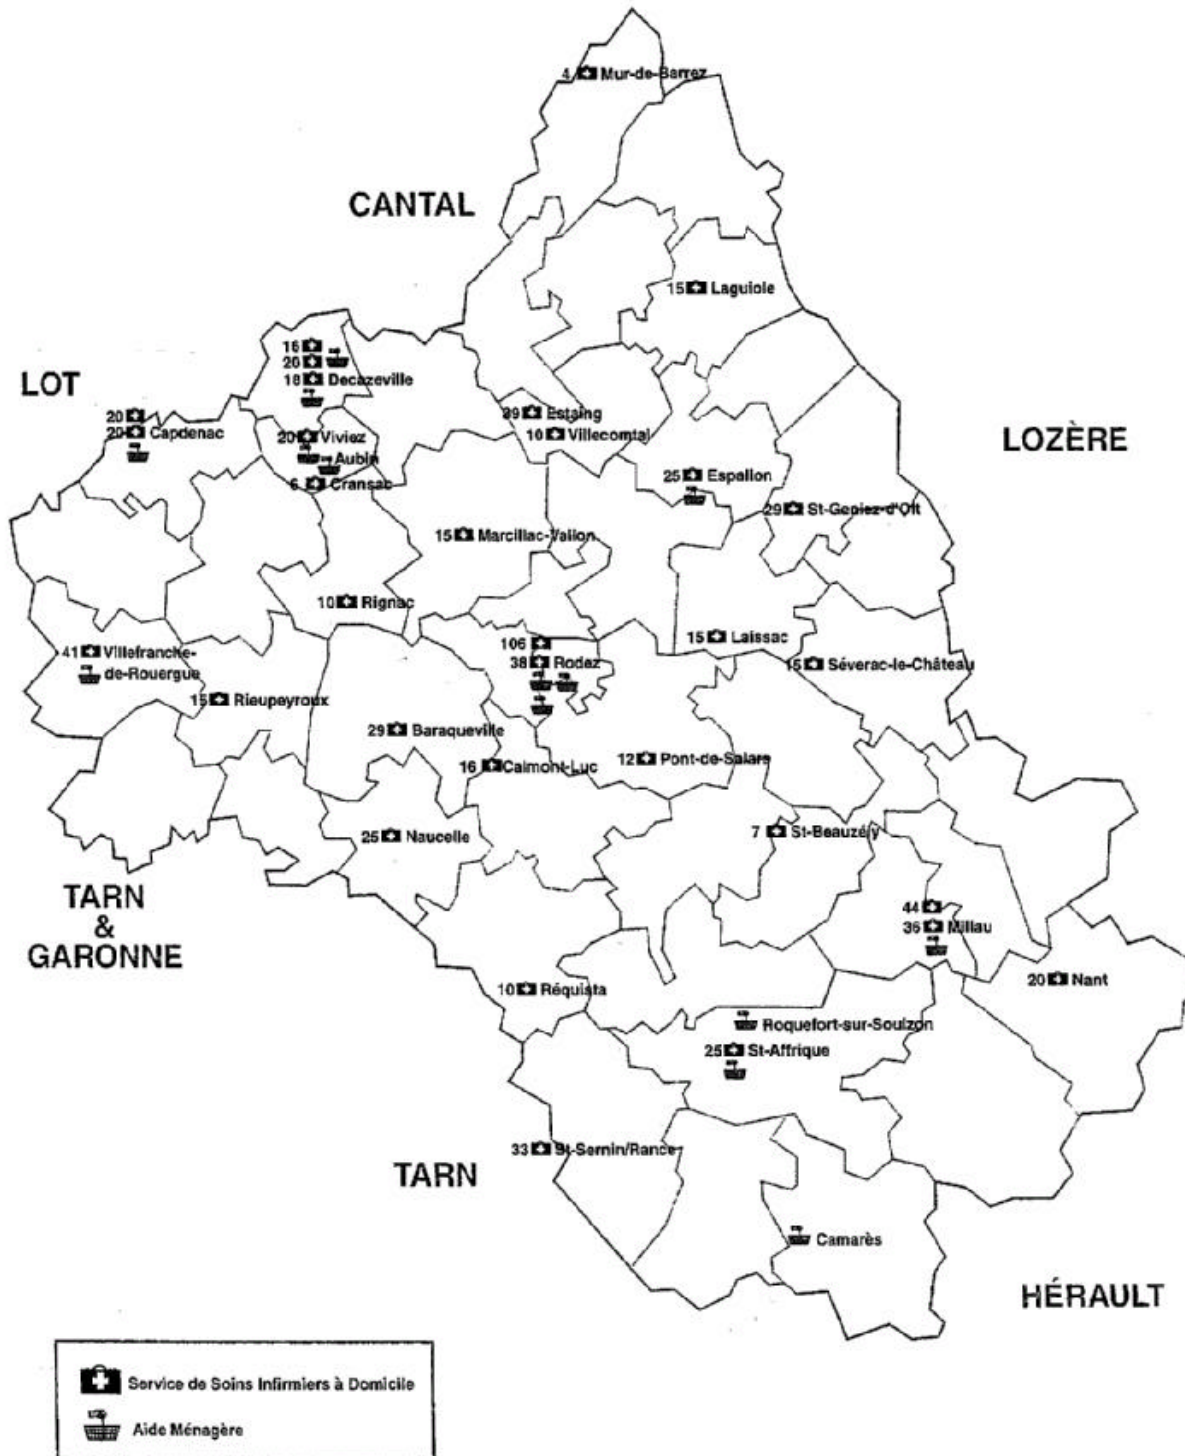 4 Mur-de-Barrez
CANTAL
15 Laguiole
16
20
18 Decazeville
LOT
20
20 Capdenac
39 Estaing
10 Villecomtal
20 Viviez
Aubin
6 Cransac
LOZÈRE
25 Espalion
29 St-Geniez-d'Olt
15 Marcillac-Vallon
10 Rignac
106
38 Rodez
15 Laissac
15 Séverac-le-Château
41 Villefranche-
de-Rouergue
15 Rieupeyroux
29 Baraqueville
16 Calmont-Luc
12 Pont-de-Salars
25 Naucelle
7 St-Beauzély
TARN
&
GARONNE
44
36 Millau
20 Nant
10 Réquista
Roquefort-sur-Soulzon
25 St-Affrique
33 St-Sernin/Rance
TARN
Camarès
HÉRAULT
Service de Soins Infirmiers à Domicile
Aide Ménagère